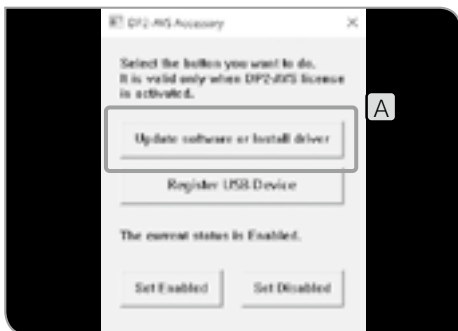 DP2-AVS Accessory
Select the button you want to do.
It is valid only when DP2-AVS license
is activated.
A
Update software or Install driver
Register USB Device
The current status is Enabled.
Set Enabled
Set Disabled